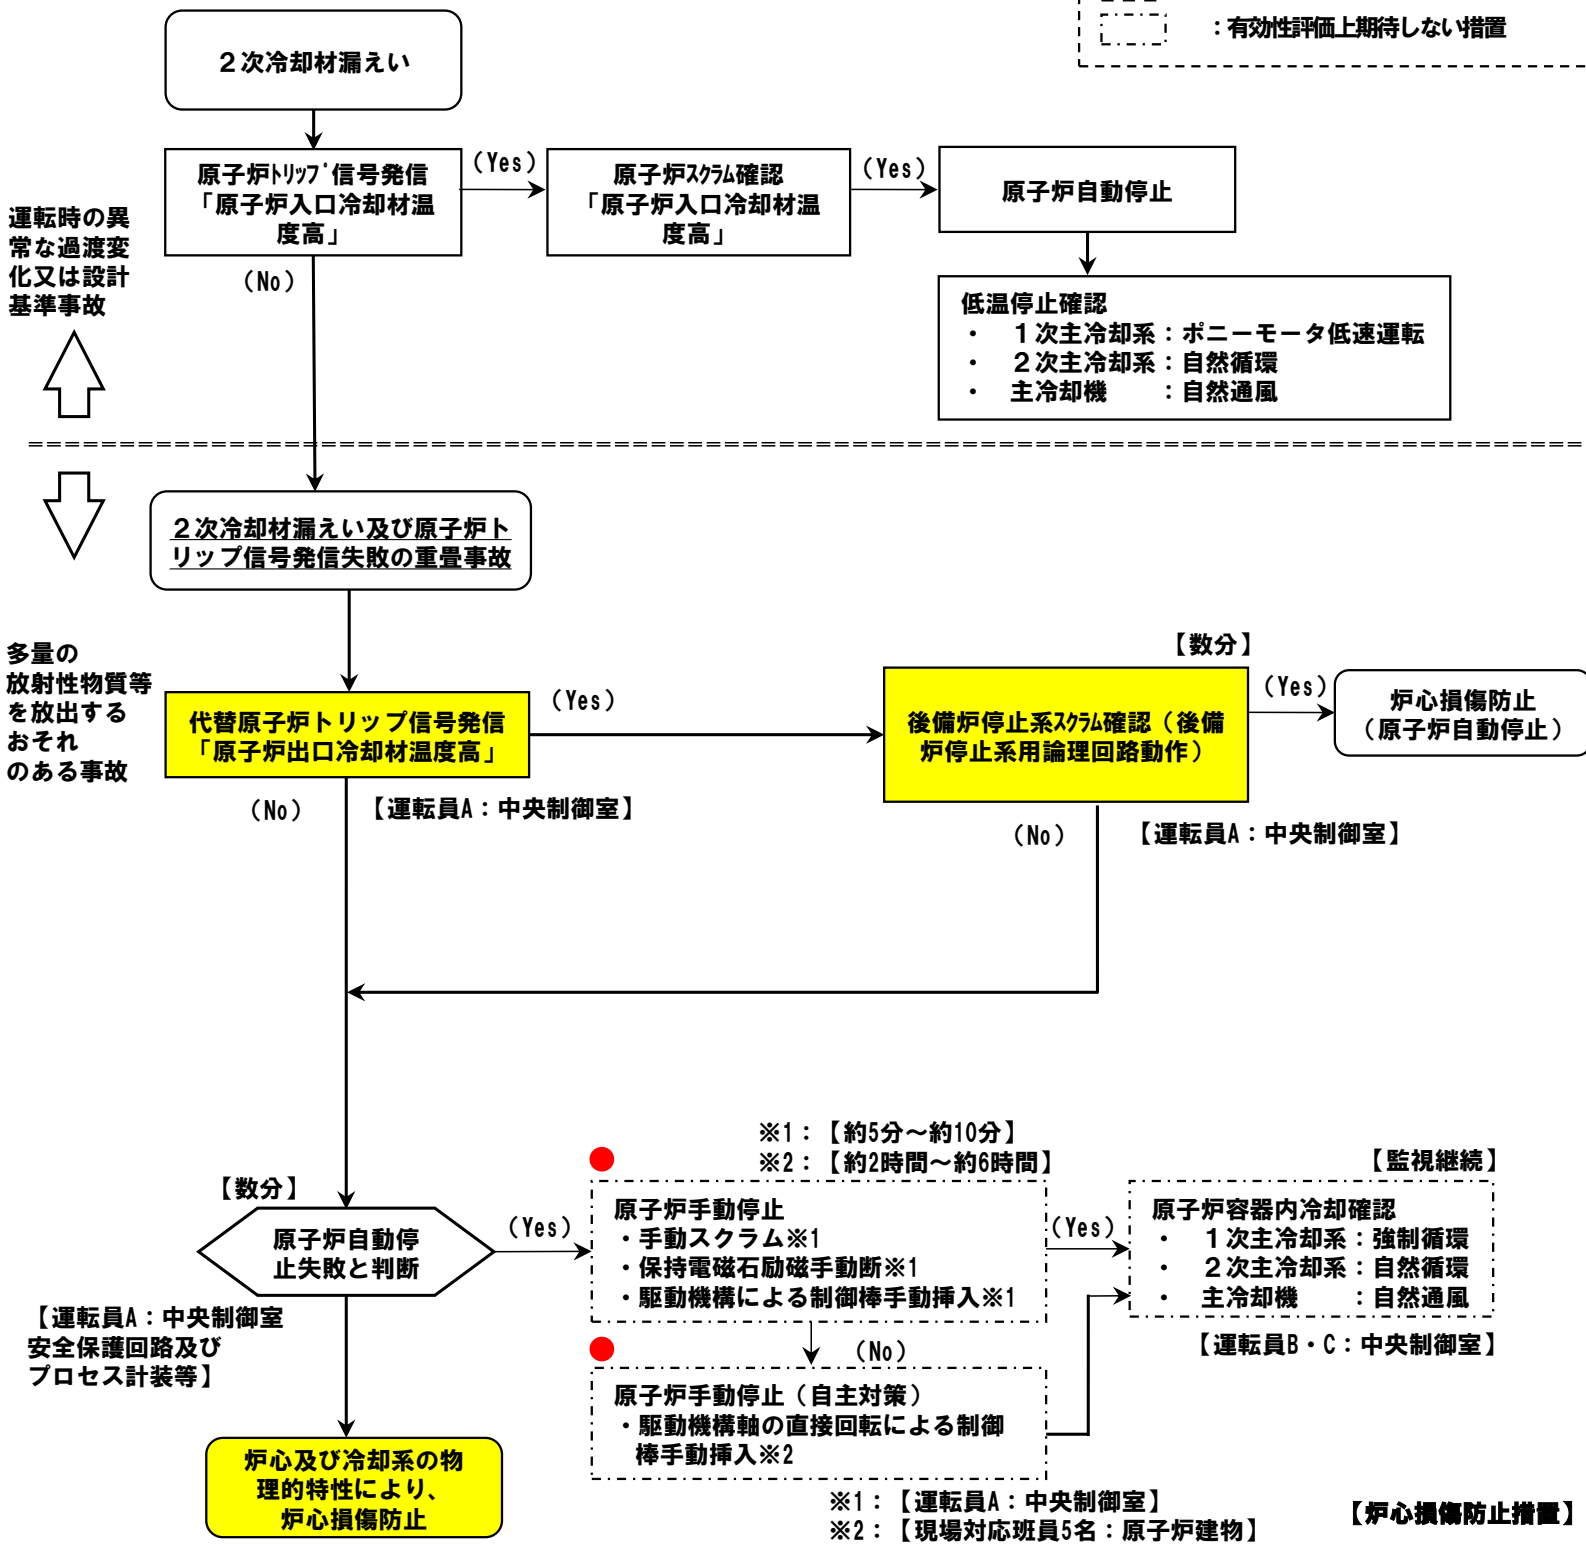 ：有効性評価上期待しない措置
２次冷却材漏えい
原子炉ﾄﾘｯﾌﾟ信号発信
「原子炉入口冷却材温
度高」
（Yes）
原子炉ｽｸﾗﾑ確認
「原子炉入口冷却材温
度高」
（Yes）
原子炉自動停止
運転時の異
常な過渡変
化又は設計
基準事故
（No）
低温停止確認
・　１次主冷却系：ポニーモータ低速運転
・　２次主冷却系：自然循環
・　主冷却機　　：自然通風
２次冷却材漏えい及び原子炉ト
リップ信号発信失敗の重畳事故
多量の
放射性物質等
を放出する
おそれ
のある事故
代替原子炉トリップ信号発信
「原子炉出口冷却材温度高」
（Yes）
【数分】
後備炉停止系ｽｸﾗﾑ確認（後備
炉停止系用論理回路動作）
（Yes）
炉心損傷防止
（原子炉自動停止）
（No）
【運転員A：中央制御室】
（No）
【運転員A：中央制御室】
※1：【約5分～約10分】
※2：【約2時間～約6時間】
【監視継続】
【数分】
原子炉自動停
止失敗と判断
（Yes）
原子炉手動停止
・手動スクラム※1
・保持電磁石励磁手動断※1
・駆動機構による制御棒手動挿入※1
（Yes）
原子炉容器内冷却確認
・　１次主冷却系：強制循環
・　２次主冷却系：自然循環
・　主冷却機　　：自然通風
【運転員A：中央制御室
安全保護回路及び
プロセス計装等】
（No）
【運転員B・C：中央制御室】
原子炉手動停止（自主対策）
・駆動機構軸の直接回転による制御
棒手動挿入※2
炉心及び冷却系の物
理的特性により、
炉心損傷防止
※1：【運転員A：中央制御室】
※2：【現場対応班員5名：原子炉建物】
【炉心損傷防止措置】